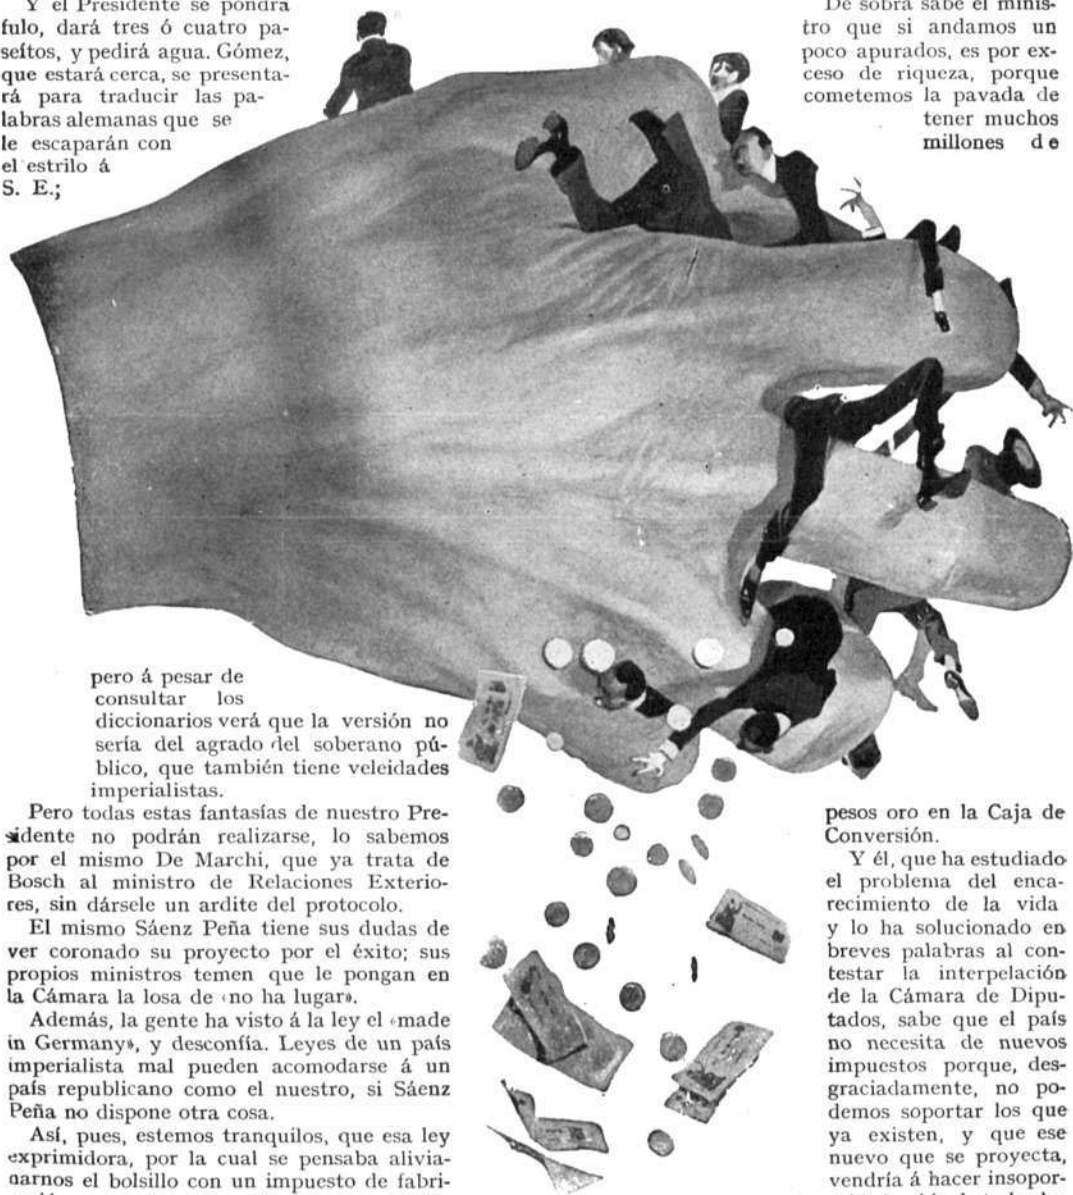 Y el Presidente se pondrá
fulo, dará tres ó cuatro pa-
seítos, y pedirá agua. Gómez,
que estará cerca, se presenta-
rá para traducir las pa-
labras alemanas que se
le escaparán con
el estrilo á
S. E.;
pero á pesar de
consultar los
diccionarios verá que la versión no
sería del agrado del soberano pú-
blico, que también tiene veleidades
imperialistas.
Pero todas estas fantasías de nuestro Pre-
sidente no podrán realizarse, lo sabemos
por el mismo De Marchi, que ya trata de
Bosch al ministro de Relaciones Exterio-
res, sin dársele un ardite del protocolo.
El mismo Sáenz Peña tiene sus dudas de
ver coronado su proyecto por el éxito; sus
propios ministros temen que le pongan en
la Cámara la losa de «no ha lugar».
Además, la gente ha visto á la ley el «made
in Germany», y desconfía. Leyes de un país
imperialista mal pueden acomodarse á un
país republicano como el nuestro, si Sáenz
Peña no dispone otra cosa.
Así, pues, estemos tranquilos, que esa ley
exprimidora, por la cual se pensaba alivia-
narnos el bolsillo con un impuesto de fabri-
De sobra sabe el minis-
tro que si andamos un
poco apurados, es por ex-
ceso de riqueza, porque
cometemos la pavada de
tener muchos
millones de
pesos oro en la Caja de
Conversión.
Y él, que ha estudiado
el problema del enca-
recimiento de la vida
y lo ha solucionado en
breves palabras al con-
testar la interpelación
de la Cámara de Dipu-
tados, sabe que el país
no necesita de nuevos
impuestos porque, des-
graciadamente, no po-
demos soportar los que
ya existen, y que ese
nuevo que se proyecta,
vendría á hacer insopor-